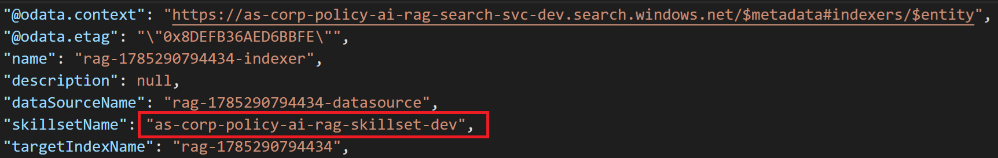 "@odata.context": "https://as-corp-policy-ai-rag-search-svc-dev.search.windows.net/$metadata#indexers/$entity",
"@odata.etag": "\"0x8DEFB36AED6BBFE\"",
"name": "rag-1785290794434-indexer",
"description": null,
"dataSourceName": "rag-1785290794434-datasource",
"skillsetName": "as-corp-policy-ai-rag-skillset-dev",
"targetIndexName": "rag-1785290794434",